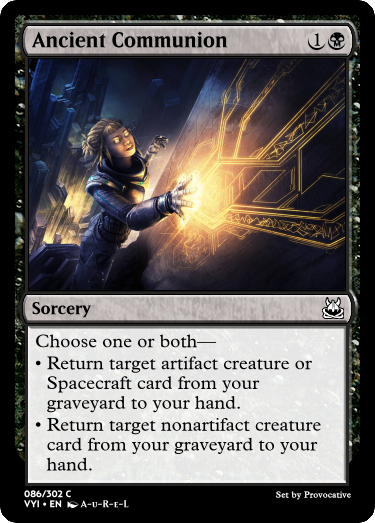 Ancient Communion 1
Sorcery
Choose one or both—
• Return target artifact creature or
Spacecraft card from your
graveyard to your hand.
• Return target nonartifact creature
card from your graveyard to your
hand.
086/302 C
VYI • EN A-U-R-E-L Set by Provocative